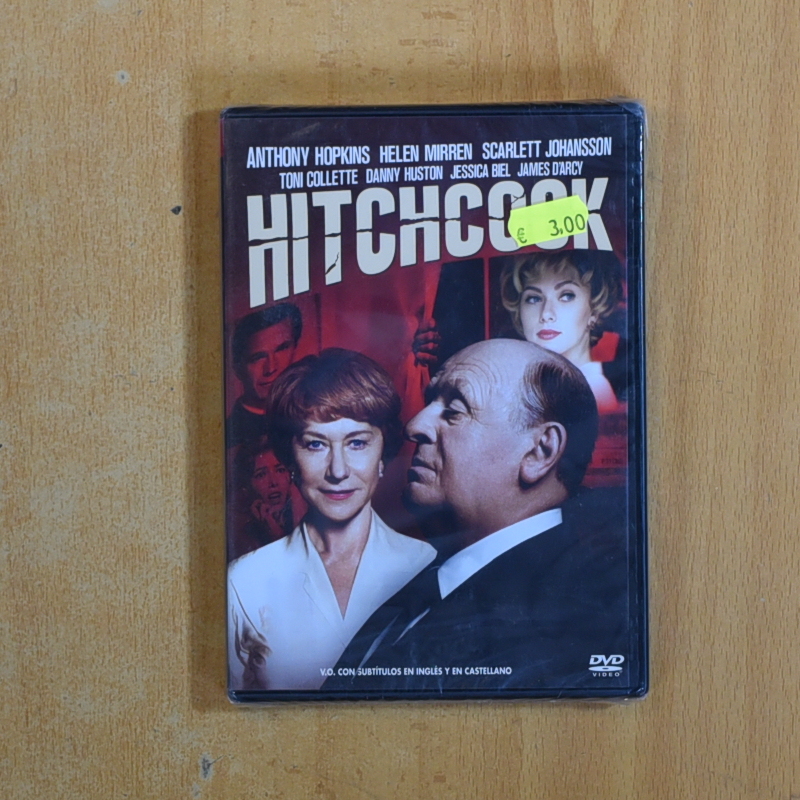 ANTHONY HOPKINS HELEN MIRREN SCARLETT JOHANSSON
TONI COLLETTE DANNY HUSTON JESSICA BIEL JAMES D'ARCY
HITCHCOCK
€ 3,00
V.O. CON SUBTÍTULOS EN INGLÉS Y EN CASTELLANO
DVD
VIDEO